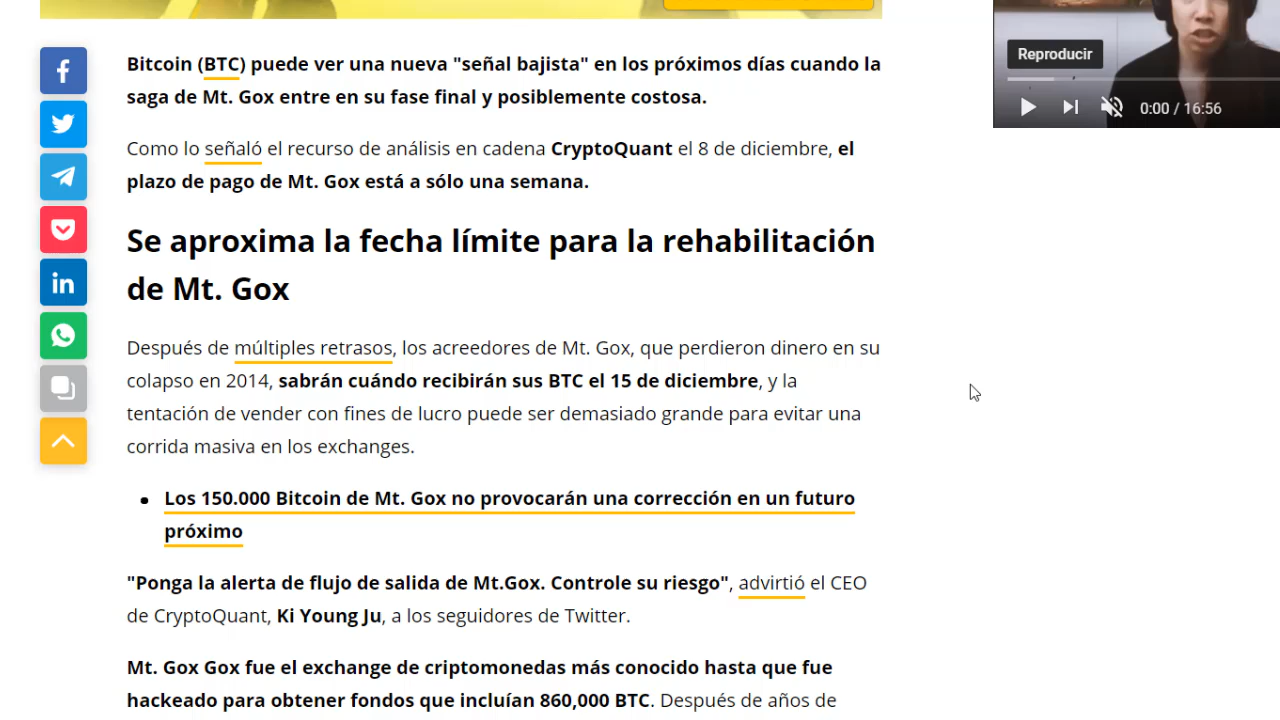 Bitcoin (BTC) puede ver una nueva "señal bajista" en los próximos días cuando la
saga de Mt. Gox entre en su fase final y posiblemente costosa.
Como lo señaló el recurso de análisis en cadena CryptoQuant el 8 de diciembre, el
plazo de pago de Mt. Gox está a sólo una semana.
Se aproxima la fecha límite para la rehabilitación
de Mt. Gox
Después de múltiples retrasos, los acreedores de Mt. Gox, que perdieron dinero en su
colapso en 2014, sabrán cuándo recibirán sus BTC el 15 de diciembre, y la
tentación de vender con fines de lucro puede ser demasiado grande para evitar una
corrida masiva en los exchanges.
Los 150.000 Bitcoin de Mt. Gox no provocarán una corrección en un futuro
próximo
"Ponga la alerta de flujo de salida de Mt.Gox. Controle su riesgo", advirtió el CEO
de CryptoQuant, Ki Young Ju, a los seguidores de Twitter.
Mt. Gox Gox fue el exchange de criptomonedas más conocido hasta que fue
hackeado para obtener fondos que incluían 860,000 BTC. Después de años de
Reproducir
0:00 / 16:56